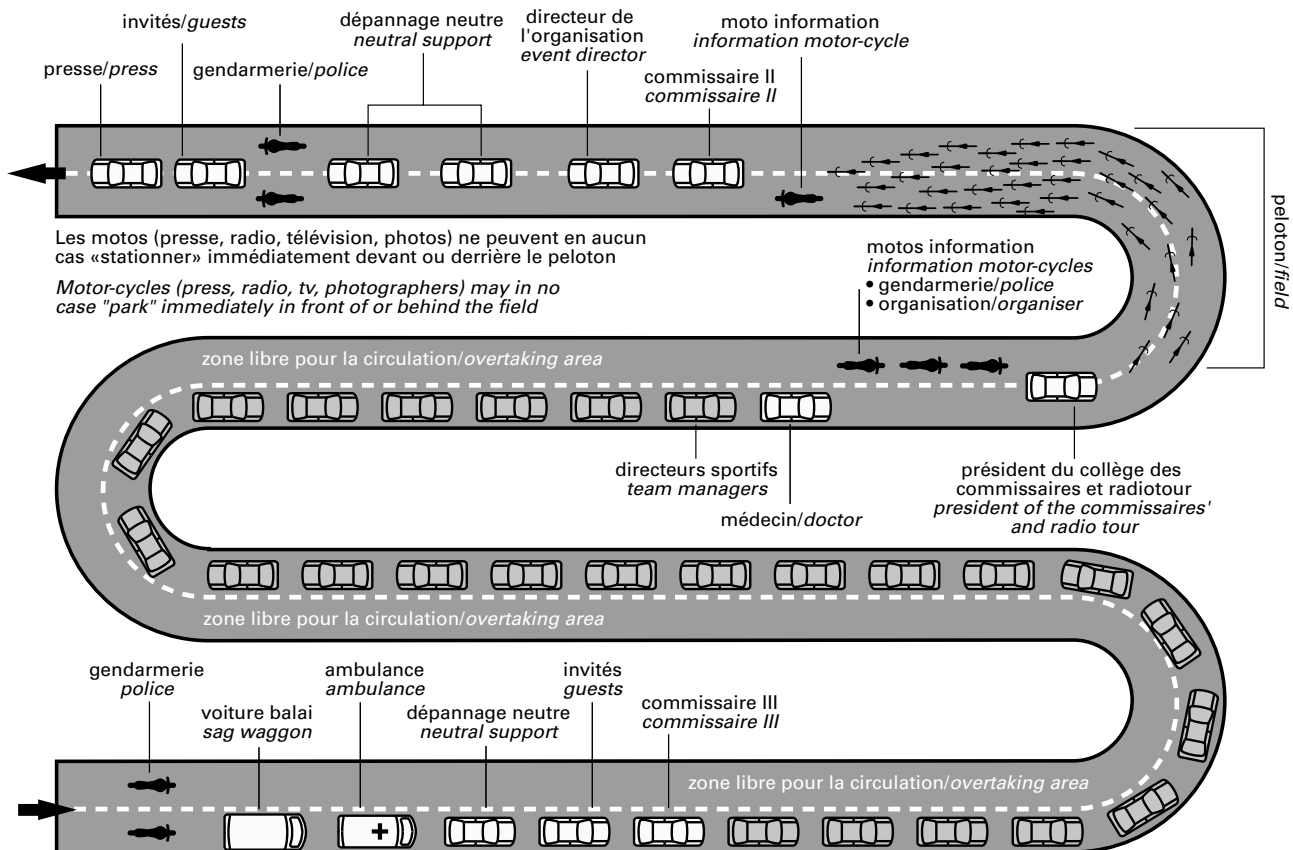 invités/guests
dépannage neutre
neutral support
directeur de
l'organisation
event director
moto information
information motor-cycle
presse/press
gendarmerie/police
commissaire II
commissaire II
peloton/field
Les motos (presse, radio, télévision, photos) ne peuvent en aucun
cas «stationner» immédiatement devant ou derrière le peloton
Motor-cycles (press, radio, tv, photographers) may in no
case "park" immediately in front of or behind the field
motos information
information motor-cycles
• gendarmerie/police
• organisation/organiser
zone libre pour la circulation/overtaking area
directeurs sportifs
team managers
médecin/doctor
président du collège des
commissaires et radiotour
president of the commissaires'
and radio tour
zone libre pour la circulation/overtaking area
gendarmerie
police
voiture balai
sag waggon
ambulance
ambulance
dépannage neutre
neutral support
invités
guests
commissaire III
commissaire III
zone libre pour la circulation/overtaking area